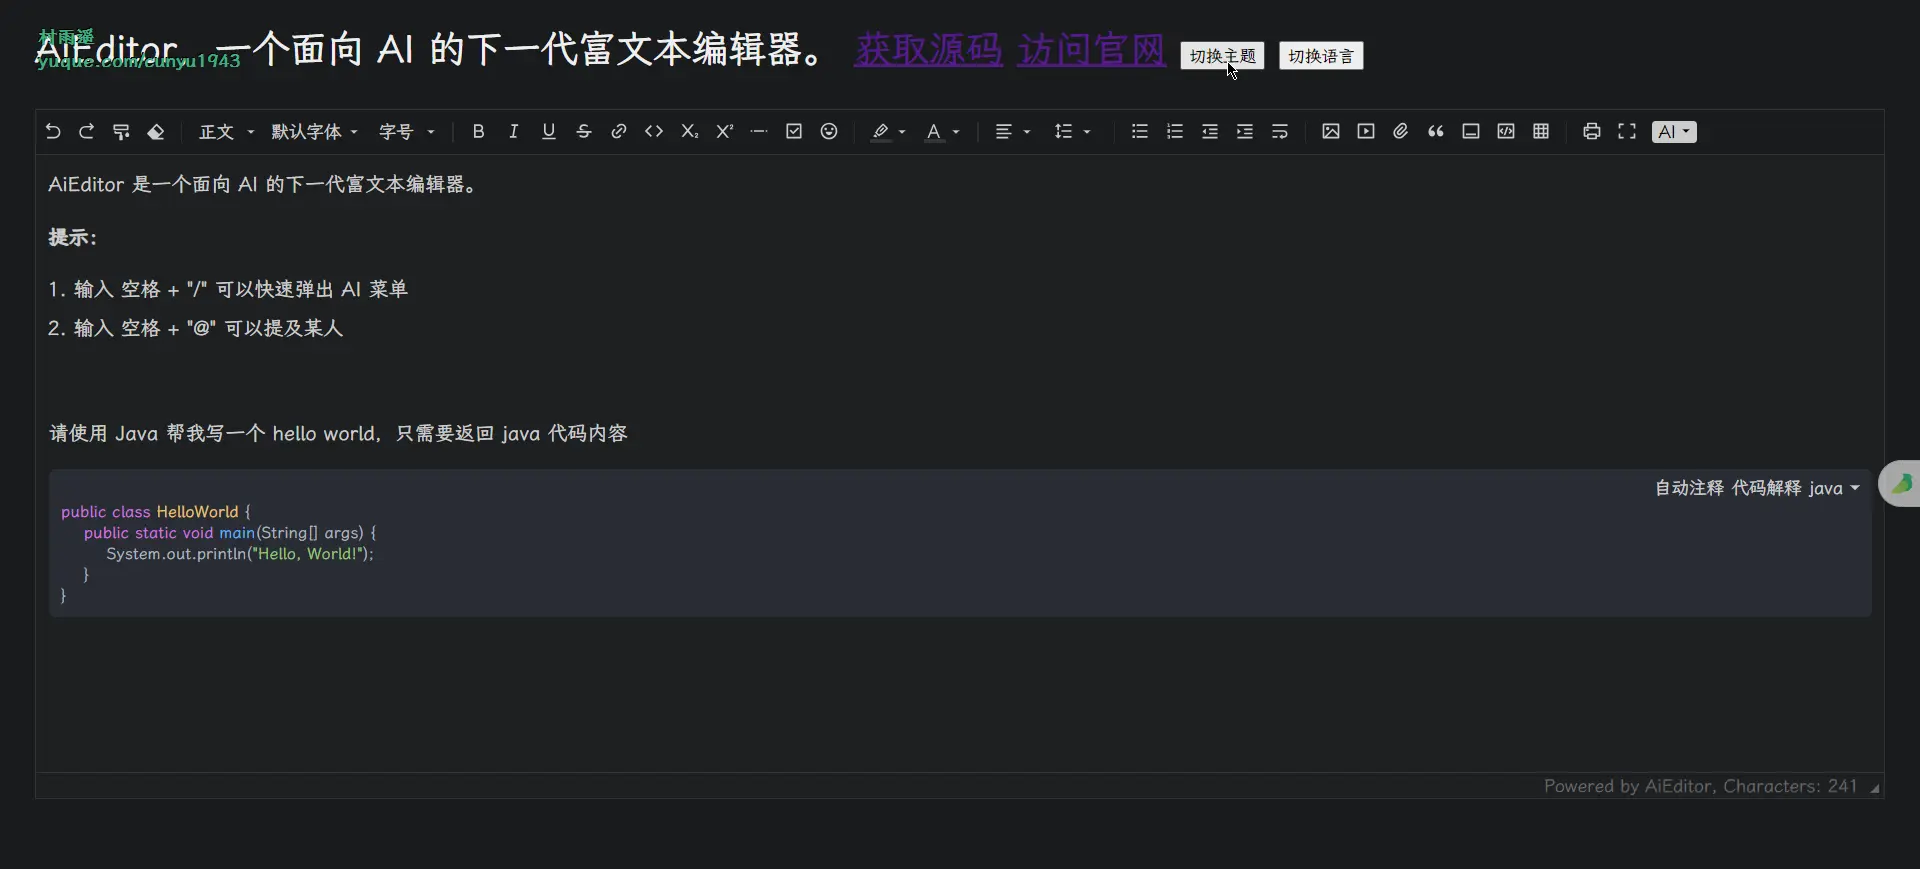 AiEditor，一个面向 AI 的下一代富文本编辑器。 获取源码 访问官网 切换主题 切换语言
村雨遥
yuque.com/cunyu1943
正文 默认字体 字号 B I U S X₂ X² A AI
AiEditor 是一个面向 AI 的下一代富文本编辑器。
提示：
1. 输入 空格 + "/" 可以快速弹出 AI 菜单
2. 输入 空格 + "@" 可以提及某人
请使用 Java 帮我写一个 hello world，只需要返回 java 代码内容
自动注释 代码解释 java
public class HelloWorld {
    public static void main(String[] args) {
        System.out.println("Hello, World!");
    }
}
Powered by AiEditor, Characters: 241